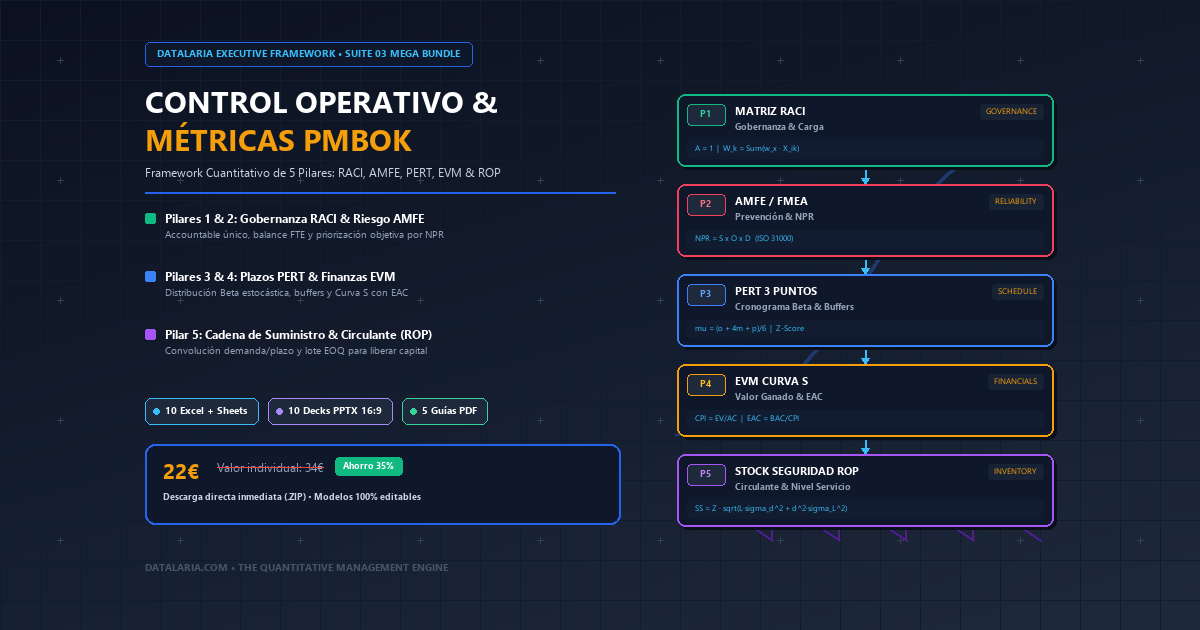 DATALARIA EXECUTIVE FRAMEWORK • SUITE 03 MEGA BUNDLE
CONTROL OPERATIVO &
MÉTRICAS PMBOK
Framework Cuantitativo de 5 Pilares: RACI, AMFE, PERT, EVM & ROP
Pilares 1 & 2: Gobernanza RACI & Riesgo AMFE
Accountable único, balance FTE y priorización objetiva por NPR
Pilares 3 & 4: Plazos PERT & Finanzas EVM
Distribución Beta estocástica, buffers y Curva S con EAC
Pilar 5: Cadena de Suministro & Circulante (ROP)
Convolución demanda/plazo y lote EOQ para liberar capital
10 Excel + Sheets
10 Decks PPTX 16:9
5 Guías PDF
22€
Valor individual: 34€
Ahorro 35%
Descarga directa inmediata (.ZIP) • Modelos 100% editables
DATALARIA.COM • THE QUANTITATIVE MANAGEMENT ENGINE
P1
MATRIZ RACI
GOVERNANCE
Gobernanza & Carga
A = 1 | W_k = Sum(w_x · X_ik)
P2
AMFE / FMEA
RELIABILITY
Prevención & NPR
NPR = S x O x D (ISO 31000)
P3
PERT 3 PUNTOS
SCHEDULE
Cronograma Beta & Buffers
mu = (o + 4m + p)/6 | Z-Score
P4
EVM CURVA S
FINANCIALS
Valor Ganado & EAC
CPI = EV/AC | EAC = BAC/CPI
P5
STOCK SEGURIDAD ROP
INVENTORY
Circulante & Nivel Servicio
SS = Z · sqrt(L·sigma_d^2 + d^2·sigma_L^2)